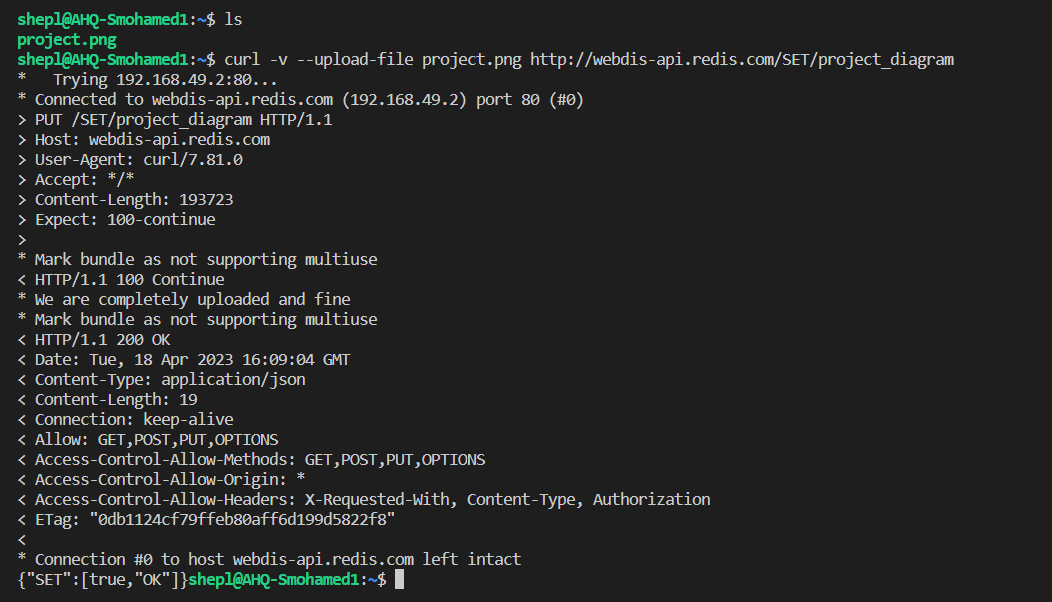 shepl@AHQ-Smohamed1:~$ ls
project.png
shepl@AHQ-Smohamed1:~$ curl -v --upload-file project.png http://webdis-api.redis.com/SET/project_diagram
*   Trying 192.168.49.2:80...
* Connected to webdis-api.redis.com (192.168.49.2) port 80 (#0)
> PUT /SET/project_diagram HTTP/1.1
> Host: webdis-api.redis.com
> User-Agent: curl/7.81.0
> Accept: */*
> Content-Length: 193723
> Expect: 100-continue
>
* Mark bundle as not supporting multiuse
< HTTP/1.1 100 Continue
* We are completely uploaded and fine
* Mark bundle as not supporting multiuse
< HTTP/1.1 200 OK
< Date: Tue, 18 Apr 2023 16:09:04 GMT
< Content-Type: application/json
< Content-Length: 19
< Connection: keep-alive
< Allow: GET,POST,PUT,OPTIONS
< Access-Control-Allow-Methods: GET,POST,PUT,OPTIONS
< Access-Control-Allow-Origin: *
< Access-Control-Allow-Headers: X-Requested-With, Content-Type, Authorization
< ETag: "0db1124cf79ffeb80aff6d199d5822f8"
<
* Connection #0 to host webdis-api.redis.com left intact
{"SET":[true,"OK"]}shepl@AHQ-Smohamed1:~$